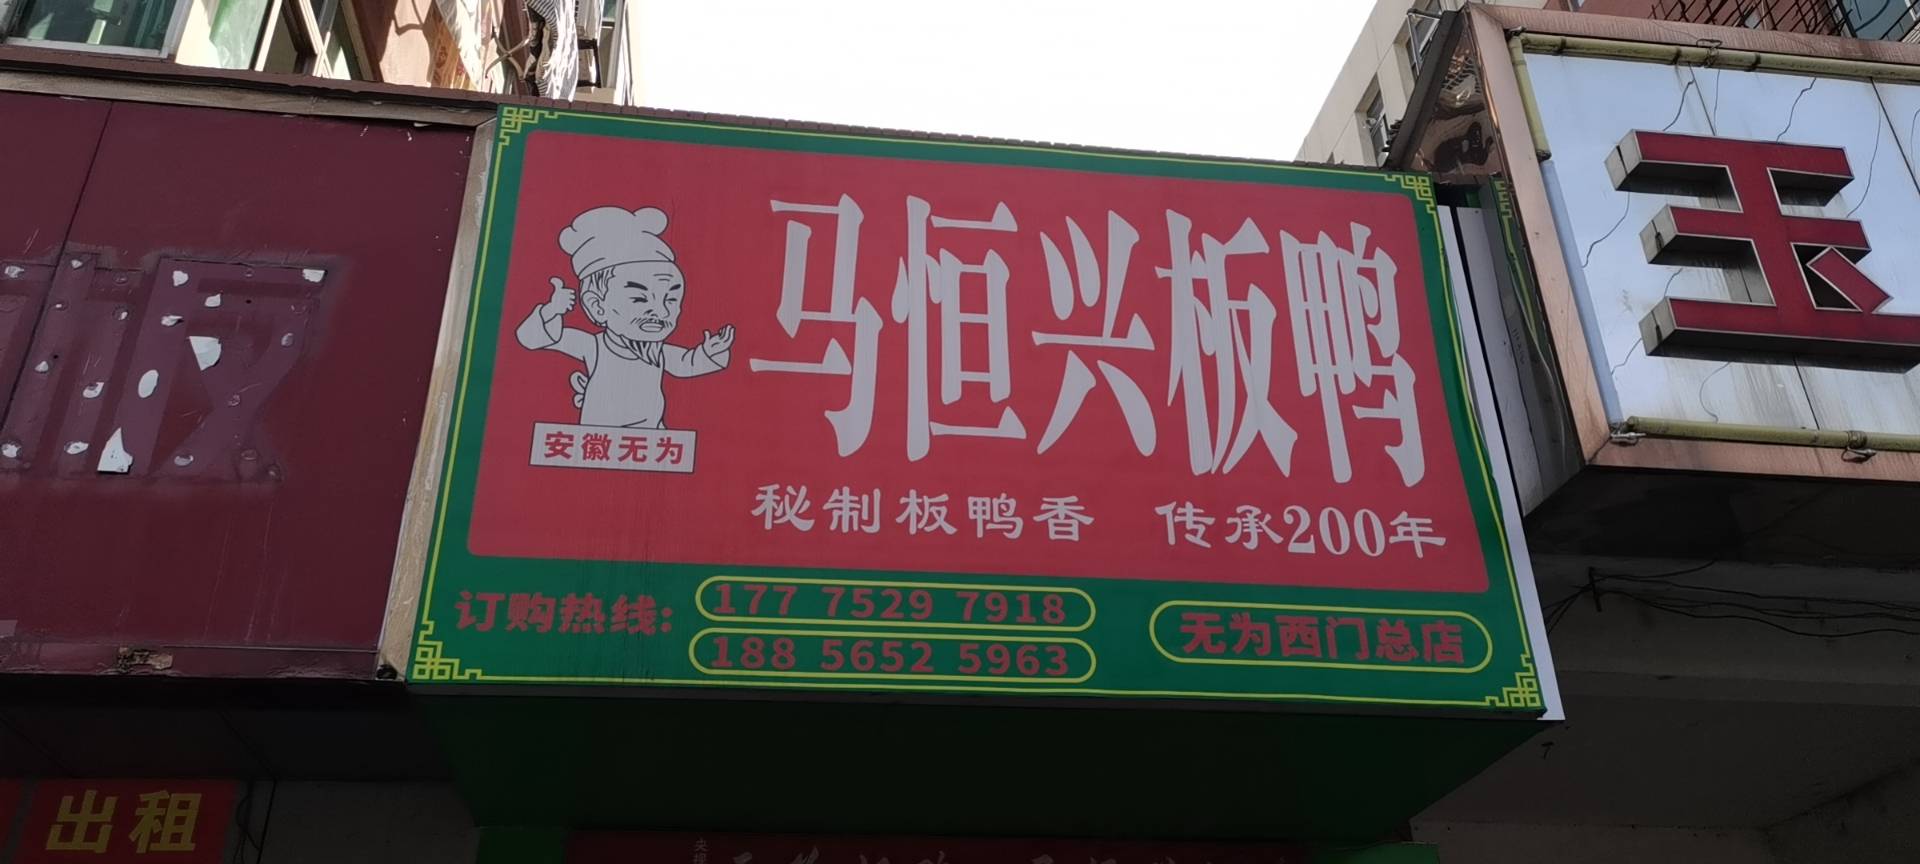 马恒兴板鸭
安徽无为
秘制板鸭香 传承200年
订购热线:
177 7529 7918
188 5652 5963
无为西门总店
玉
出租